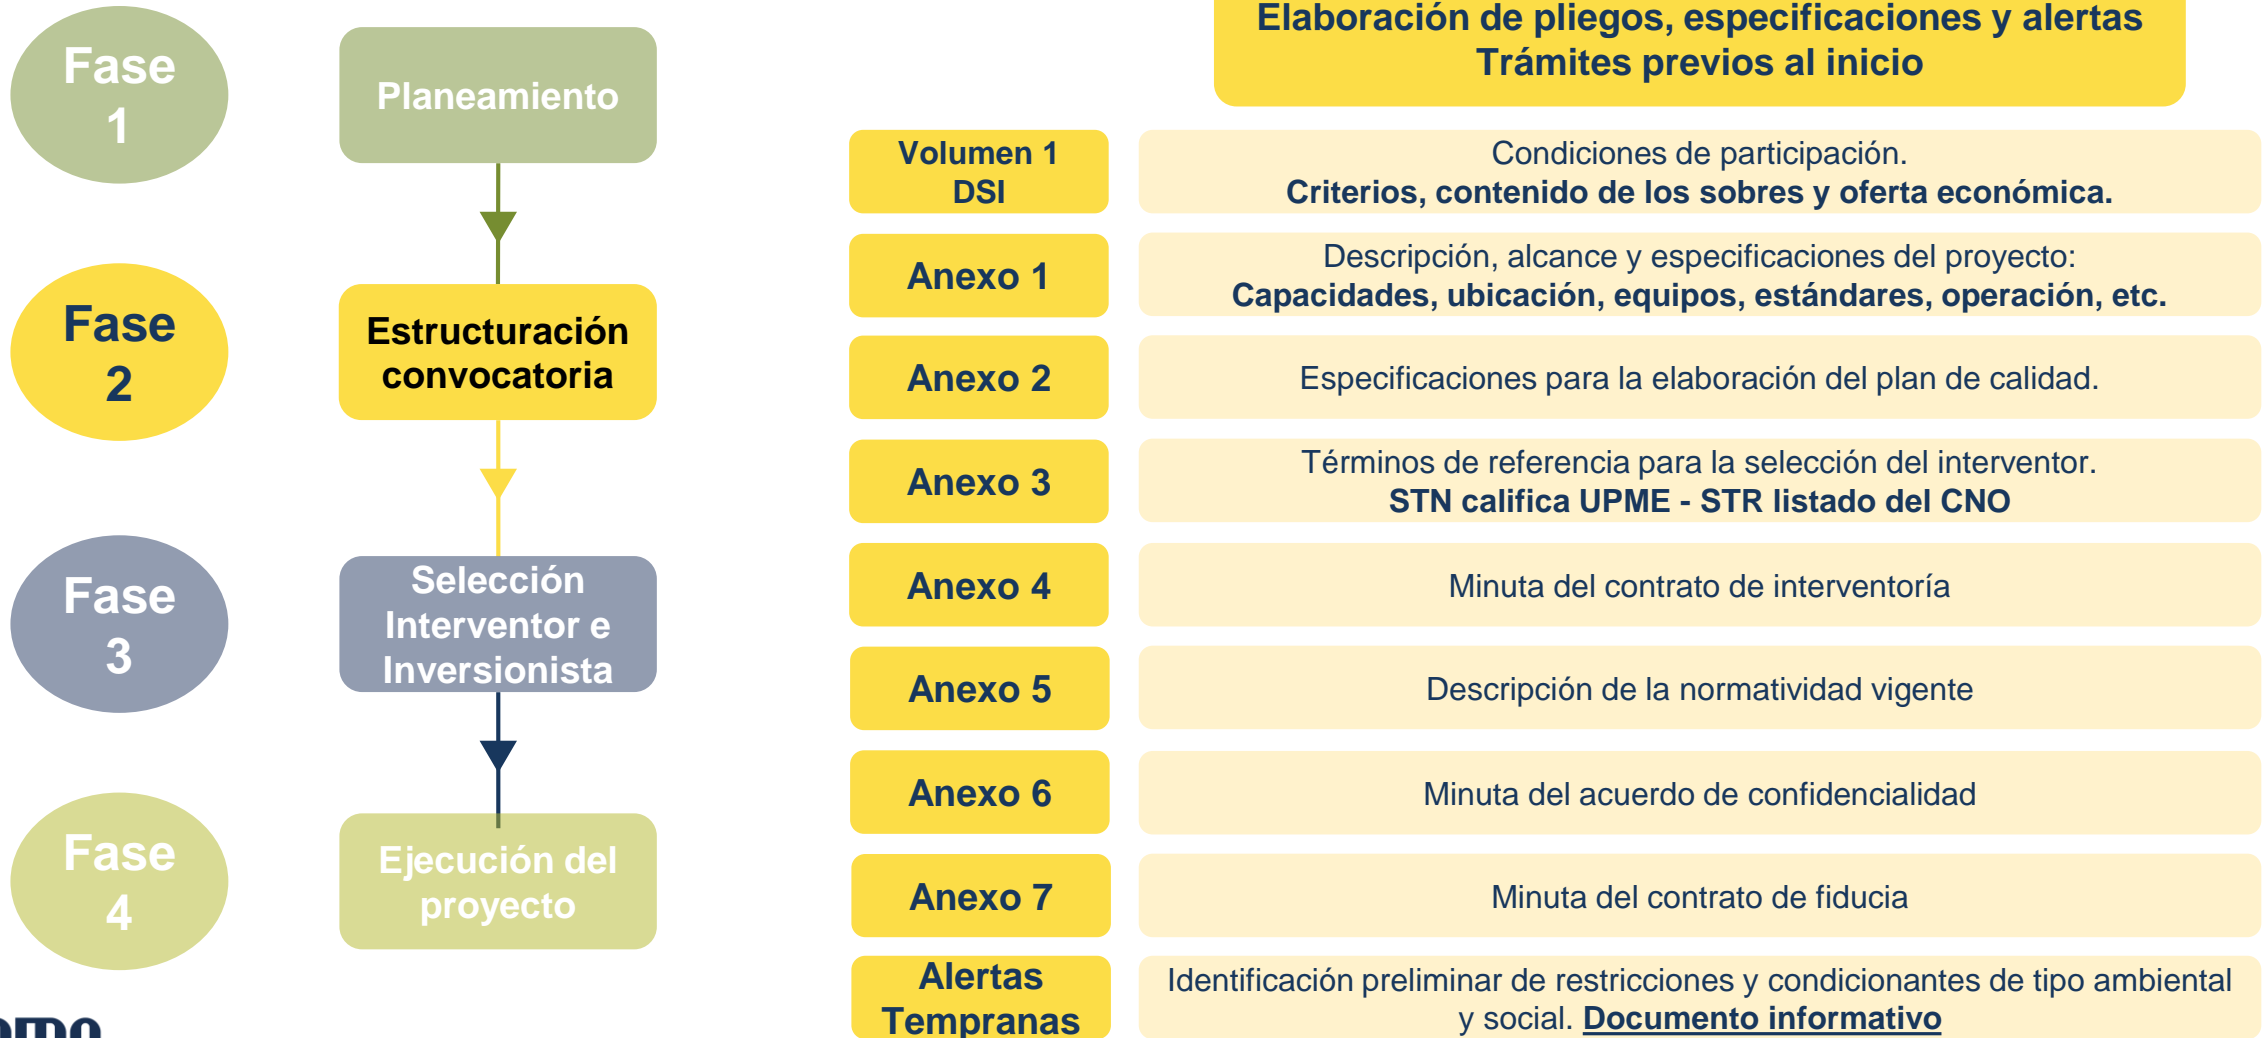 Fase
1
Planeamiento
Fase
2
Estructuración
convocatoria
Fase
3
Selección
Interventor e
Inversionista
Fase
4
Ejecución del
proyecto
Elaboración de pliegos, especificaciones y alertas
Trámites previos al inicio
Volumen 1
DSI
Condiciones de participación.
Criterios, contenido de los sobres y oferta económica.
Anexo 1
Descripción, alcance y especificaciones del proyecto:
Capacidades, ubicación, equipos, estándares, operación, etc.
Anexo 2
Especificaciones para la elaboración del plan de calidad.
Anexo 3
Términos de referencia para la selección del interventor.
STN califica UPME - STR listado del CNO
Anexo 4
Minuta del contrato de interventoría
Anexo 5
Descripción de la normatividad vigente
Anexo 6
Minuta del acuerdo de confidencialidad
Anexo 7
Minuta del contrato de fiducia
Alertas
Tempranas
Identificación preliminar de restricciones y condicionantes de tipo ambiental
y social. Documento informativo